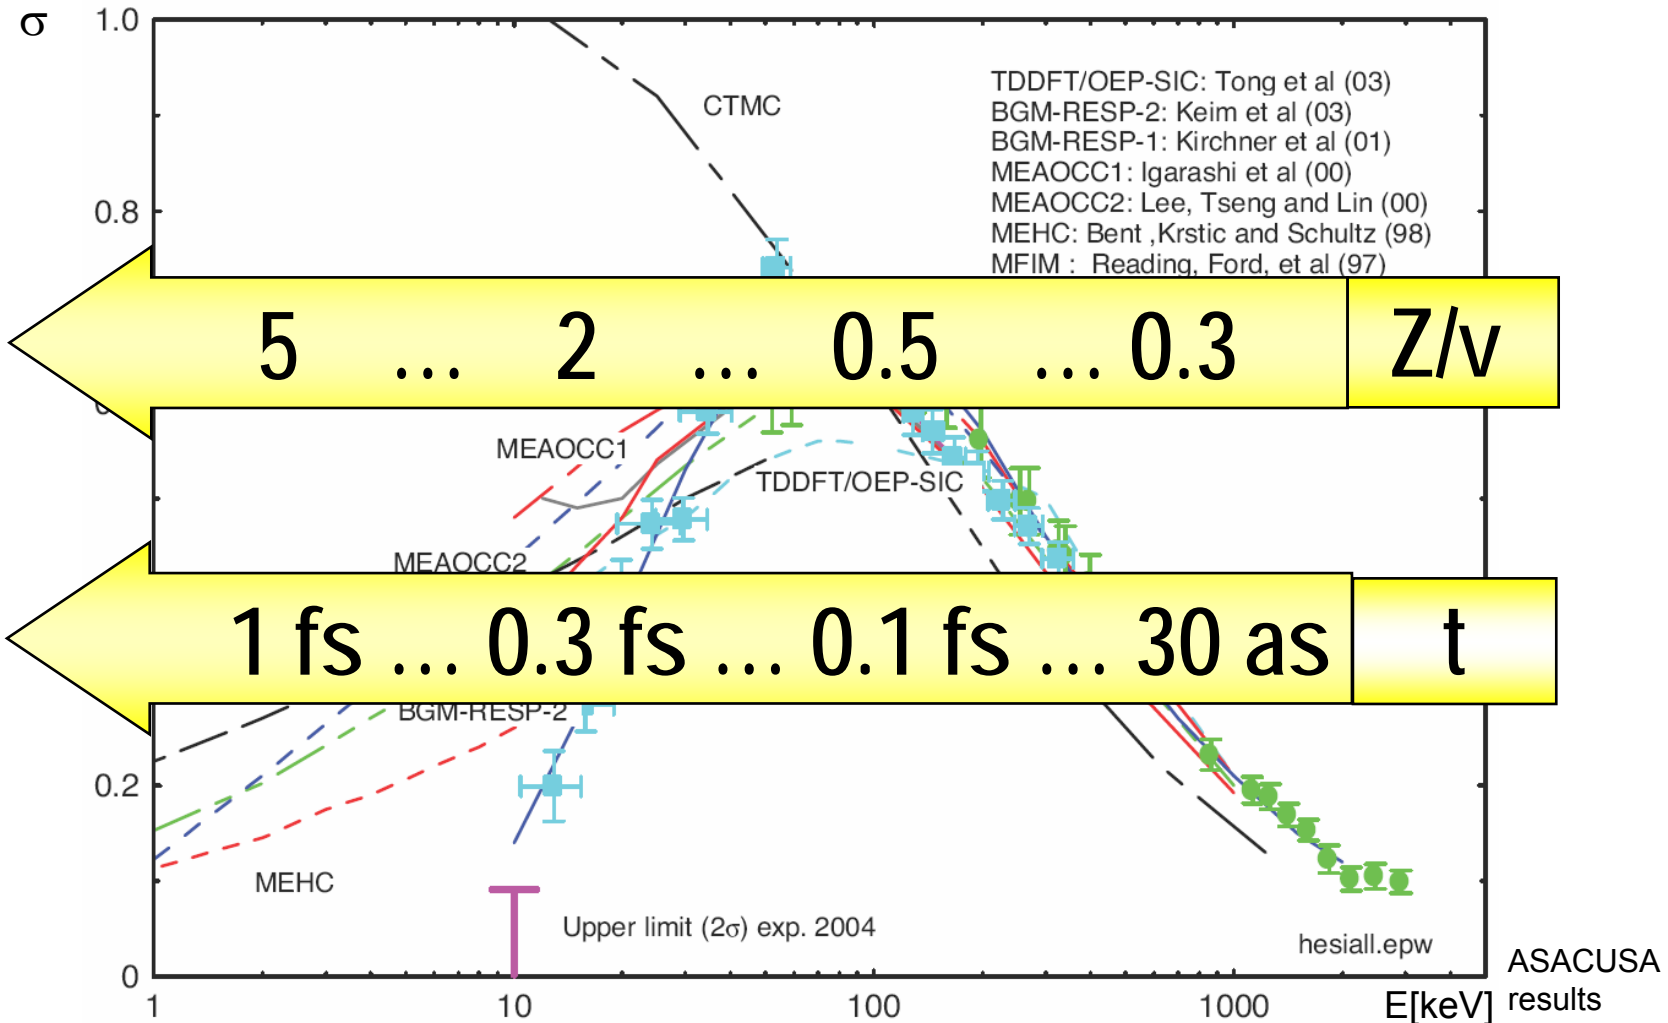 σ
1.0
CTMC
TDDFT/OEP-SIC: Tong et al (03)
BGM-RESP-2: Keim et al (03)
BGM-RESP-1: Kirchner et al (01)
MEAOCC1: Igarashi et al (00)
MEAOCC2: Lee, Tseng and Lin (00)
MEHC: Bent ,Krstic and Schultz (98)
MFIM : Reading, Ford, et al (97)
0.8
5 ... 2 ... 0.5 ... 0.3 Z/v
MEAOCC1
TDDFT/OEP-SIC
MEAOCC2
1 fs ... 0.3 fs ... 0.1 fs ... 30 as t
BGM-RESP-2
0.2
MEHC
Upper limit (2σ) exp. 2004
hesiall.epw
0
1 10 100 1000 E[keV]
ASACUSA
results